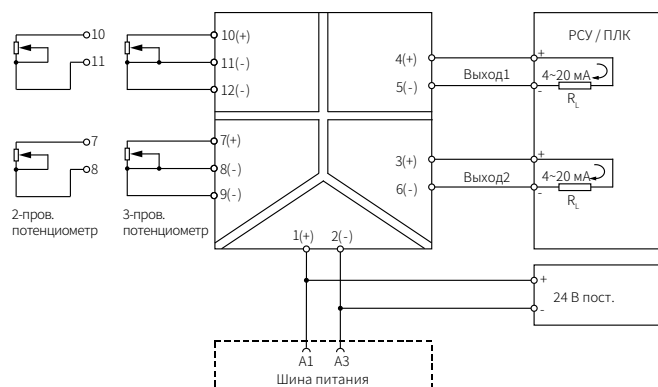 10
11
7
8
2-пров.
потенциометр
3-пров.
потенциометр
10(+)
11(-)
12(-)
7(+)
8(-)
9(-)
4(+)
5(-)
3(+)
6(-)
1(+) 2(-)
Выход1
Выход2
РСУ / ПЛК
+
4~20 мА
-
RL
+
4~20 мА
-
RL
+
24 В пост.
-
A1 A3
Шина питания